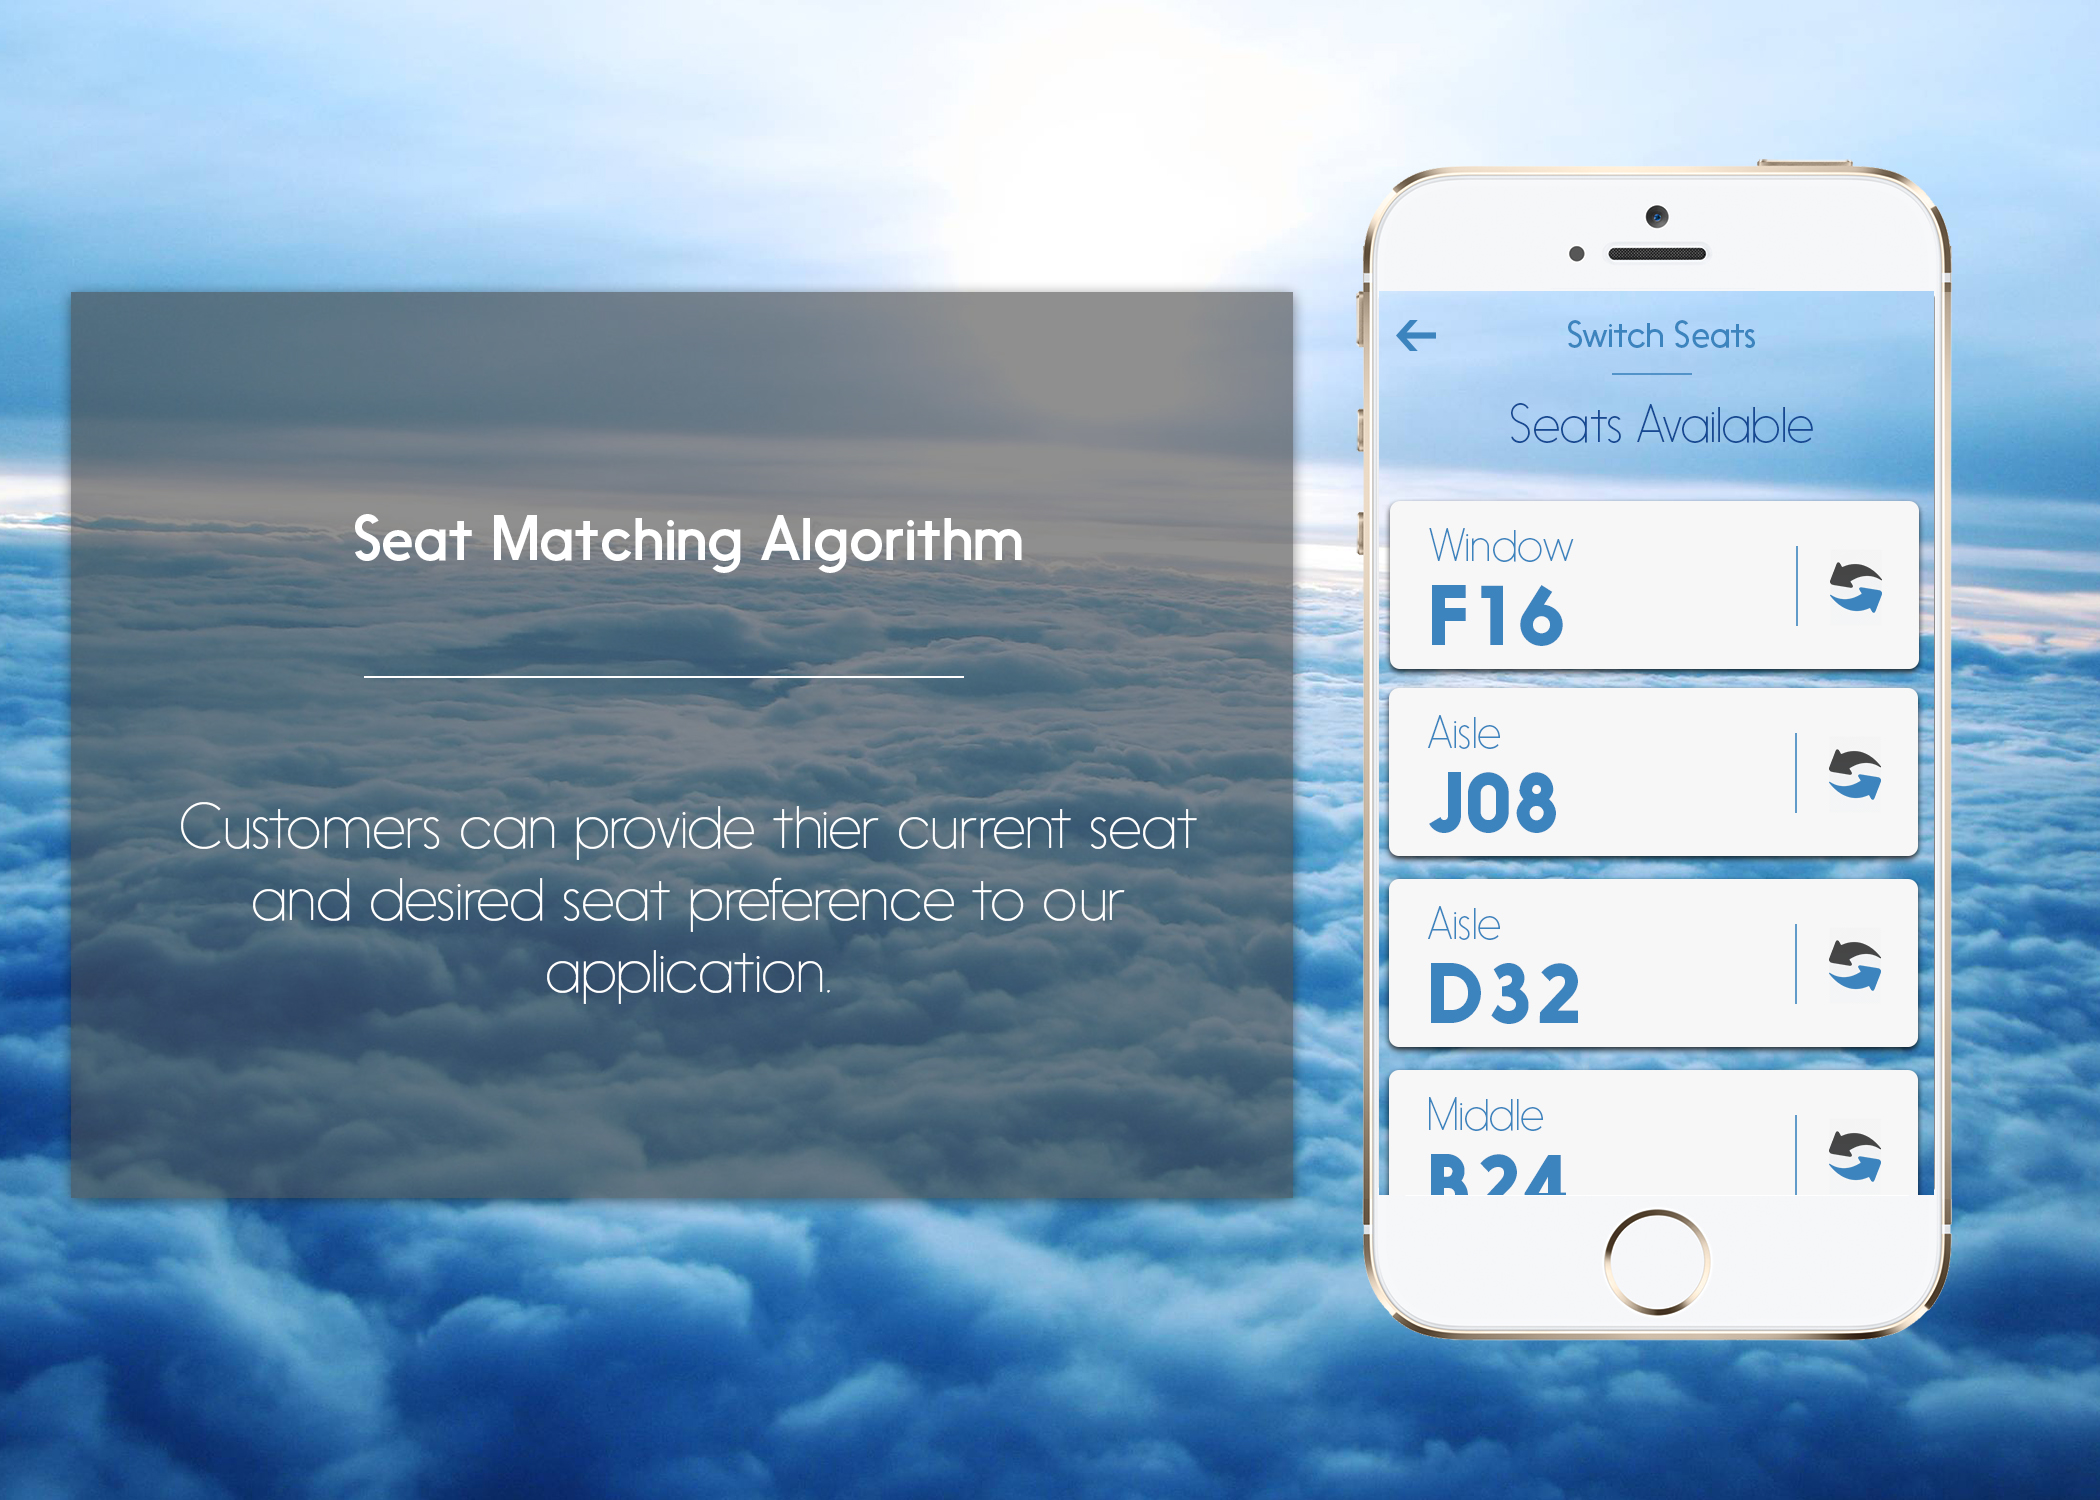 Seat Matching Algorithm
Customers can provide thier current seat
and desired seat preference to our
application.
Switch Seats
Seats Available
Window
F16
Aisle
J08
Aisle
D32
Middle
B24